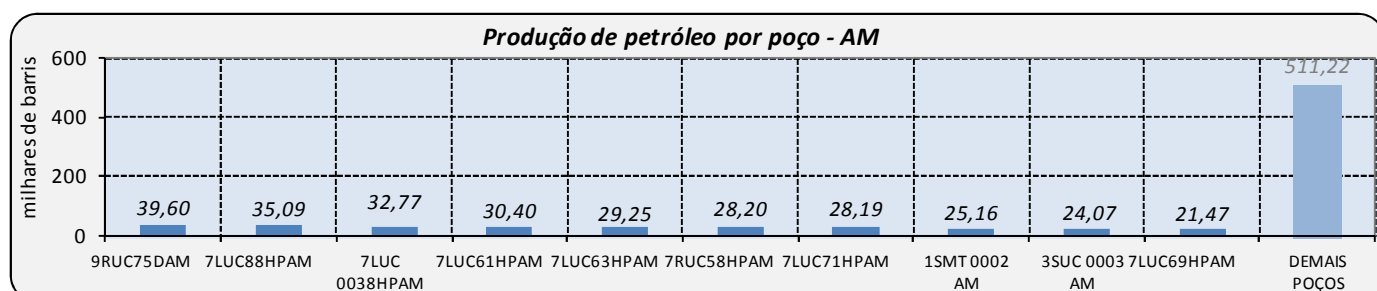 Produção de petróleo por poço - AM
milhares de barris
600
400
200
0
39,60
35,09
32,77
30,40
29,25
28,20
28,19
25,16
24,07
21,47
511,22
9RUC75DAM
7LUC88HPAM
7LUC
0038HPAM
7LUC61HPAM
7LUC63HPAM
7RUC58HPAM
7LUC71HPAM
1SMT 0002
AM
3SUC 0003
AM
7LUC69HPAM
DEMAIS
POÇOS